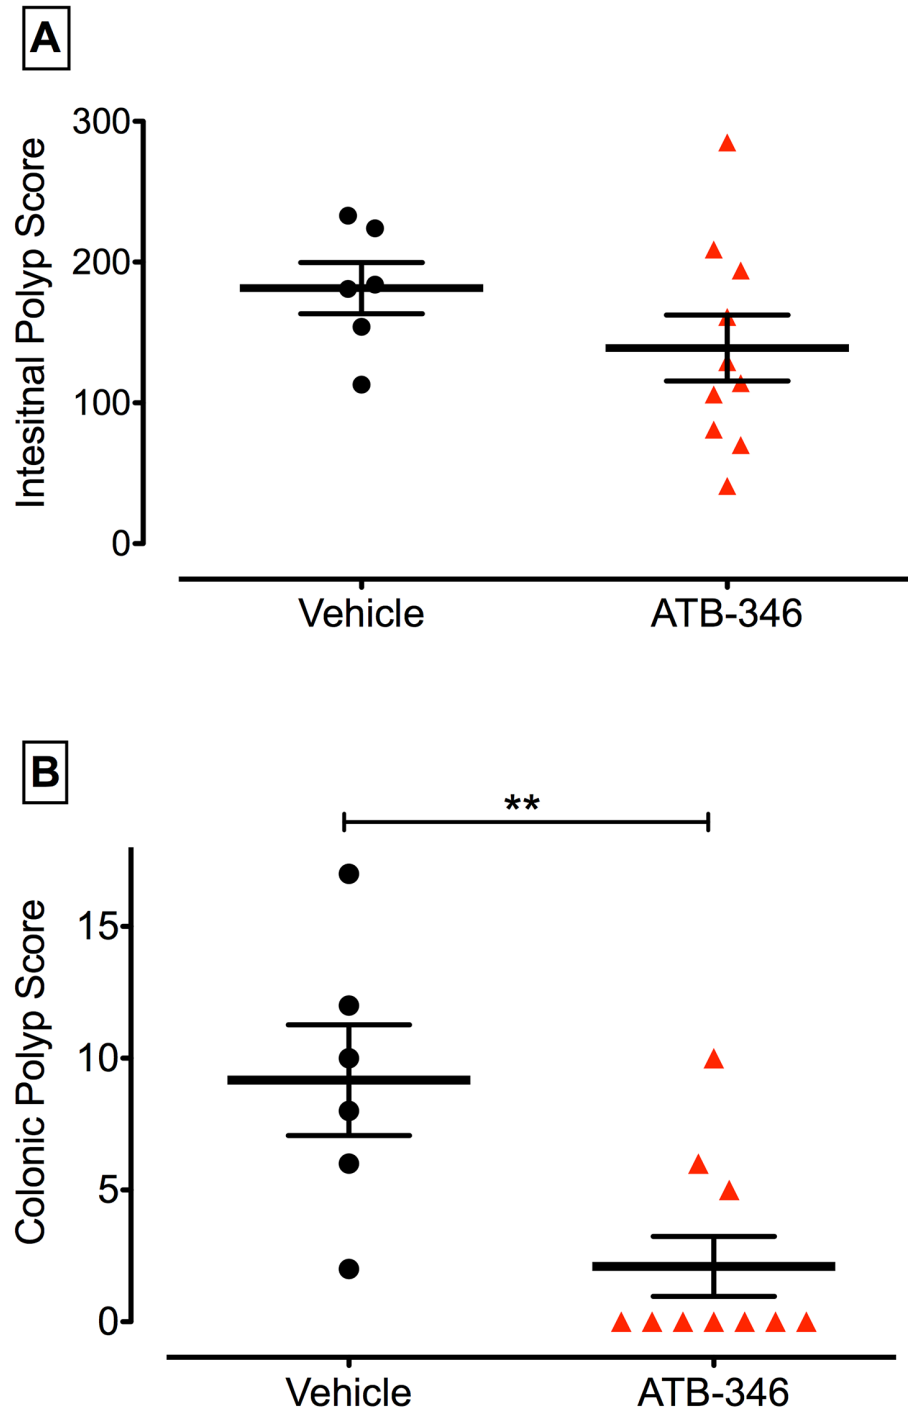 A
Intesitnal Polyp Score
300
200
100
0
Vehicle ATB-346
B
**
Colonic Polyp Score
15
10
5
0
Vehicle ATB-346